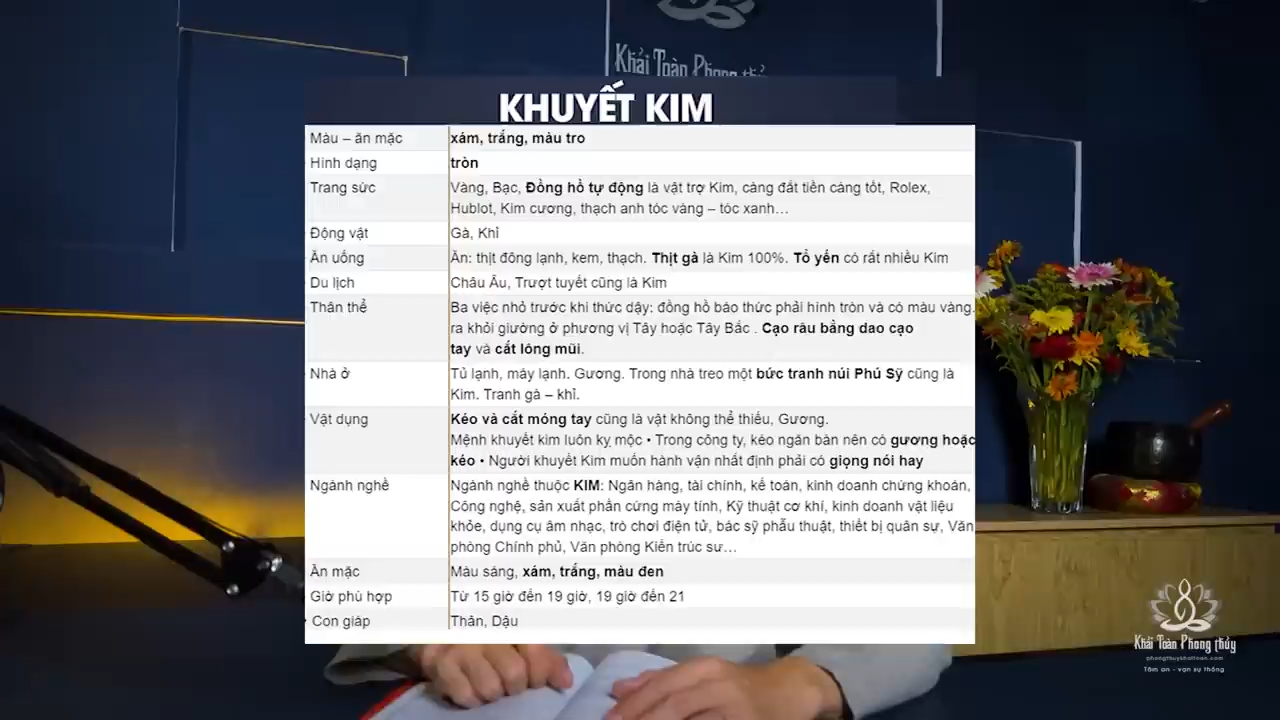 Khải Toàn Phong thủy
KHUYẾT KIM
Màu – ăn mặc
xám, trắng, màu tro
Hình dạng
tròn
Trang sức
Vàng, Bạc, Đồng hồ tự động là vật trợ Kim, càng đắt tiền càng tốt, Rolex,
Hublot, Kim cương, thạch anh tóc vàng – tóc xanh…
Động vật
Gà, Khỉ
Ăn uống
Ăn: thịt đông lạnh, kem, thạch. Thịt gà là Kim 100%. Tổ yến có rất nhiều Kim
Du lịch
Châu Âu, Trượt tuyết cũng là Kim
Thân thể
Ba việc nhỏ trước khi thức dậy: đồng hồ báo thức phải hình tròn và có màu vàng.
ra khỏi giường ở phương vị Tây hoặc Tây Bắc . Cạo râu bằng dao cạo
tay và cắt lông mũi.
Nhà ở
Tủ lạnh, máy lạnh. Gương. Trong nhà treo một bức tranh núi Phú Sỹ cũng là
Kim. Tranh gà – khỉ.
Vật dụng
Kéo và cắt móng tay cũng là vật không thể thiếu, Gương.
Mệnh khuyết kim luôn kỵ mộc • Trong công ty, kéo ngăn bàn nên có gương hoặc
kéo • Người khuyết Kim muốn hành vận nhất định phải có giọng nói hay
Ngành nghề
Ngành nghề thuộc KIM: Ngân hàng, tài chính, kế toán, kinh doanh chứng khoán,
Công nghệ, sản xuất phần cứng máy tính, Kỹ thuật cơ khí, kinh doanh vật liệu
khỏe, dụng cụ âm nhạc, trò chơi điện tử, bác sỹ phẫu thuật, thiết bị quân sự, Văn
phòng Chính phủ, Văn phòng Kiến trúc sư…
Ăn mặc
Màu sáng, xám, trắng, màu đen
Giờ phù hợp
Từ 15 giờ đến 19 giờ, 19 giờ đến 21
• Con giáp
Thân, Dậu
Khải Toàn Phong thủy
phongthuykhaitoan.com
Tâm an - vạn sự thông